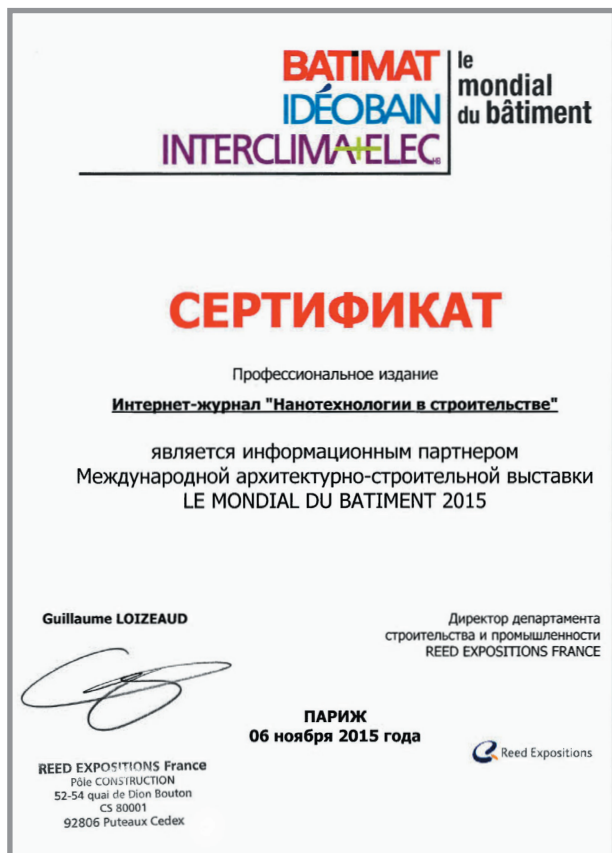 BATIMAT
IDÉOBAIN
INTERCLIMA+ELEC HB
le
mondial
du bâtiment
СЕРТИФИКАТ
Профессиональное издание
Интернет-журнал "Нанотехнологии в строительстве"
является информационным партнером
Международной архитектурно-строительной выставки
LE MONDIAL DU BATIMENT 2015
Guillaume LOIZEAUD
Директор департамента
строительства и промышленности
REED EXPOSITIONS FRANCE
ПАРИЖ
06 ноября 2015 года
Reed Expositions
REED EXPOSITIONS France
Pôle CONSTRUCTION
52-54 quai de Dion Bouton
CS 80001
92806 Puteaux Cedex